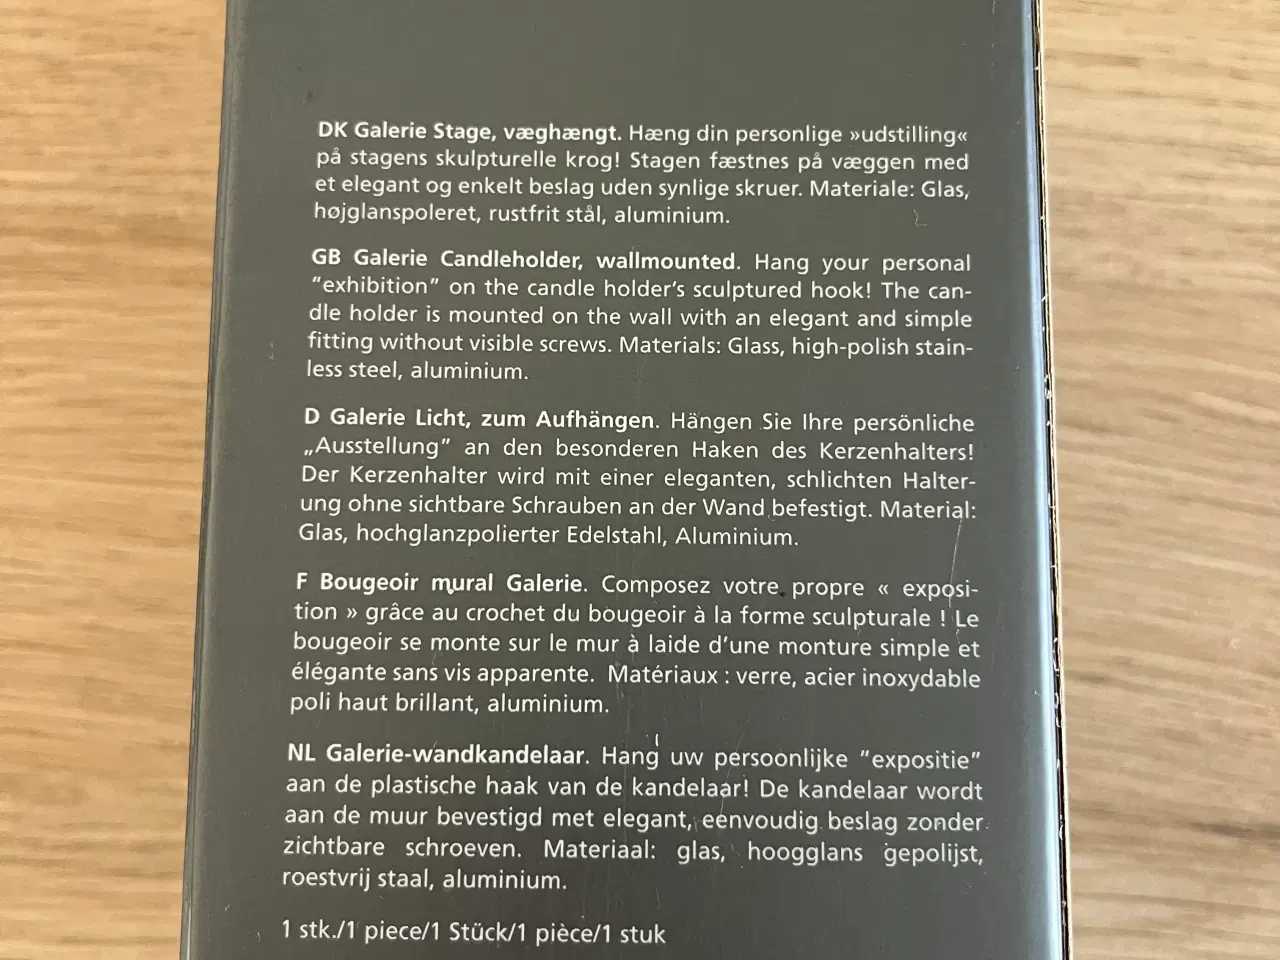 DK Galerie Stage, væghængt. Hæng din personlige »udstilling«
på stagens skulpturelle krog! Stagen fæstnes på væggen med
et elegant og enkelt beslag uden synlige skruer. Materiale: Glas,
højglanspoleret, rustfrit stål, aluminium.
GB Galerie Candleholder, wallmounted. Hang your personal
"exhibition" on the candle holder's sculptured hook! The can-
dle holder is mounted on the wall with an elegant and simple
fitting without visible screws. Materials: Glass, high-polish stain-
less steel, aluminium.
D Galerie Licht, zum Aufhängen. Hängen Sie Ihre persönliche
„Ausstellung" an den besonderen Haken des Kerzenhalters!
Der Kerzenhalter wird mit einer eleganten, schlichten Halter-
ung ohne sichtbare Schrauben an der Wand befestigt. Material:
Glas, hochglanzpolierter Edelstahl, Aluminium.
F Bougeoir mural Galerie. Composez votre propre « exposi-
tion » grâce au crochet du bougeoir à la forme sculpturale ! Le
bougeoir se monte sur le mur à laide d'une monture simple et
élégante sans vis apparente. Matériaux : verre, acier inoxydable
poli haut brillant, aluminium.
NL Galerie-wandkandelaar. Hang uw persoonlijke "expositie"
aan de plastische haak van de kandelaar! De kandelaar wordt
aan de muur bevestigd met elegant, eenvoudig beslag zonder
zichtbare schroeven. Materiaal: glas, hoogglans gepolijst,
roestvrij staal, aluminium.
1 stk./1 piece/1 Stück/1 pièce/1 stuk